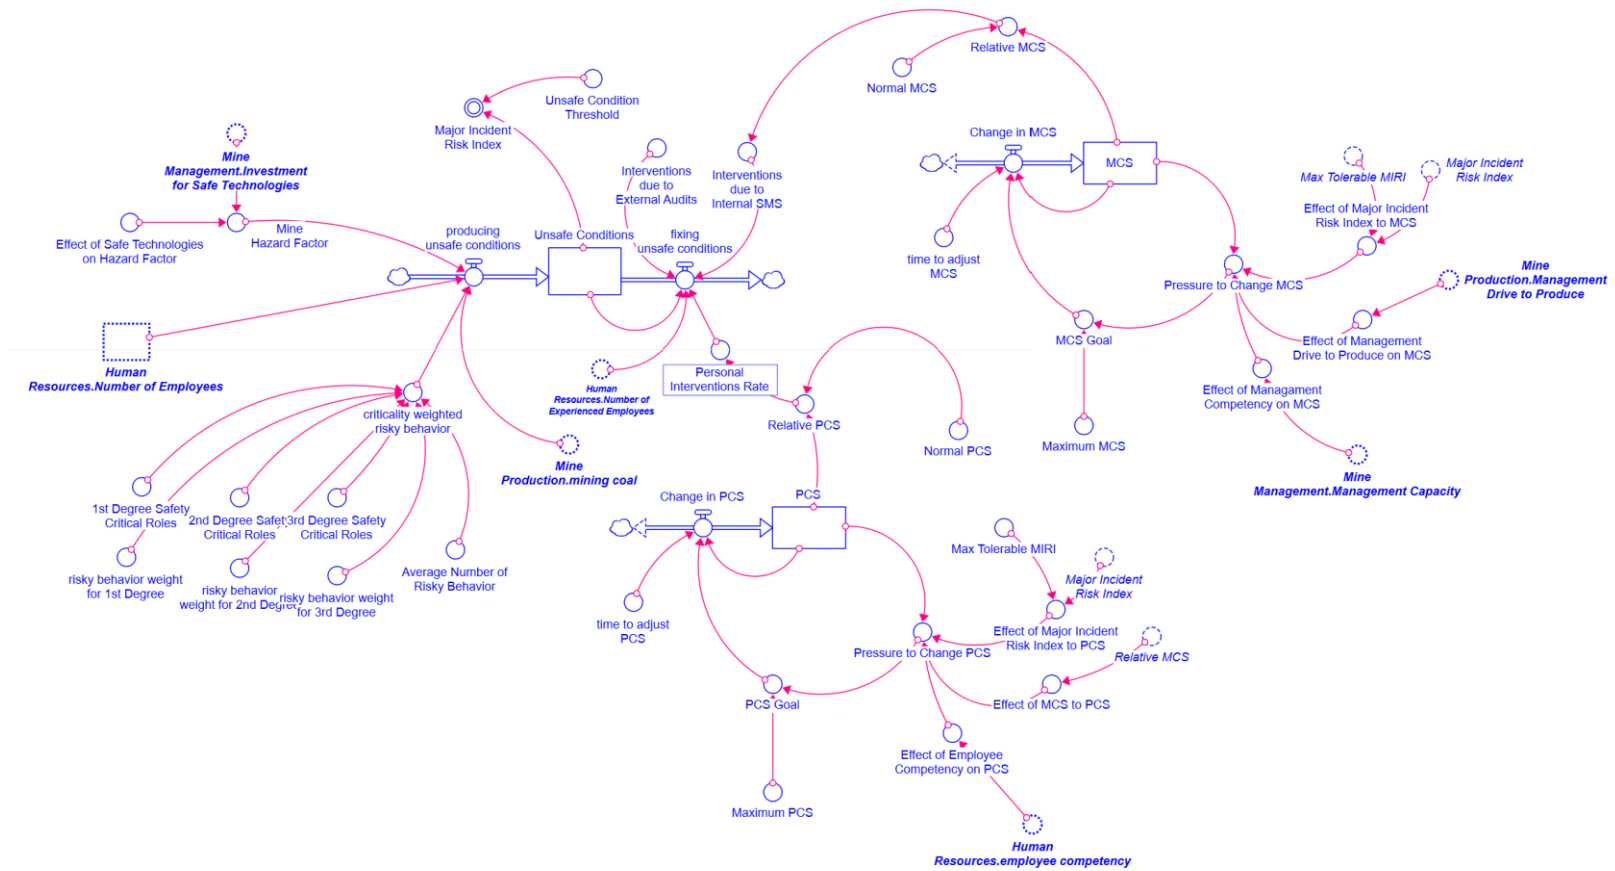 Relative MCS
Normal MCS
Unsafe Condition
Threshold
Major Incident
Risk Index
Change in MCS
MCS
Mine
Management.Investment
for Safe Technologies
Interventions
due to
External Audits
Interventions
due to
Internal SMS
Max Tolerable MIRI
Major Incident
Risk Index
Effect of Major Incident
Risk Index to MCS
Effect of Safe Technologies
on Hazard Factor
Mine
Hazard Factor
producing
unsafe conditions
Unsafe Conditions
fixing
unsafe conditions
time to adjust
MCS
Pressure to Change MCS
Mine
Production.Management
Drive to Produce
MCS Goal
Effect of Management
Drive to Produce on MCS
Human
Resources.Number of Employees
Personal
Interventions Rate
Human
Resources.Number of
Experienced Employees
Effect of Managament
Competency on MCS
criticality weighted
risky behavior
Relative PCS
Normal PCS
Maximum MCS
Mine
Production.mining coal
Mine
Management.Management Capacity
1st Degree Safety
Critical Roles
2nd Degree Safety
Critical Roles
3rd Degree Safety
Critical Roles
Change in PCS
PCS
risky behavior weight
for 1st Degree
risky behavior
weight for 2nd Degree
risky behavior weight
for 3rd Degree
Average Number of
Risky Behavior
Max Tolerable MIRI
Major Incident
Risk Index
time to adjust
PCS
Effect of Major Incident
Risk Index to PCS
Pressure to Change PCS
Relative MCS
PCS Goal
Effect of MCS to PCS
Effect of Employee
Competency on PCS
Maximum PCS
Human
Resources.employee competency